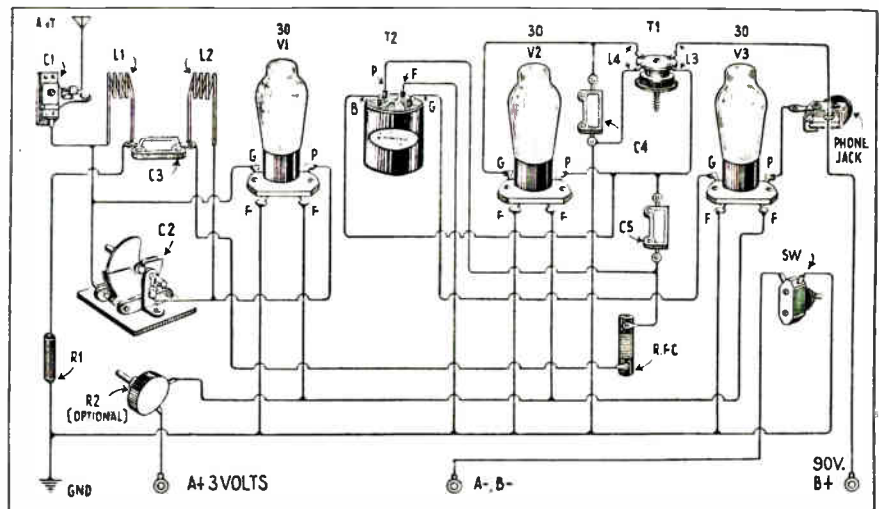 ANT
C1
L1
L2
30
V1
T2
30
V2
T1
30
V3
P
F
B
G
L4
L3
C3
C4
PHONE
JACK
G
P
G
P
G
P
F
F
F
F
F
F
C2
C5
SW
R1
R2
(OPTIONAL)
R.F.C
GND
A+ 3 VOLTS
A-, B-
90V.
B+